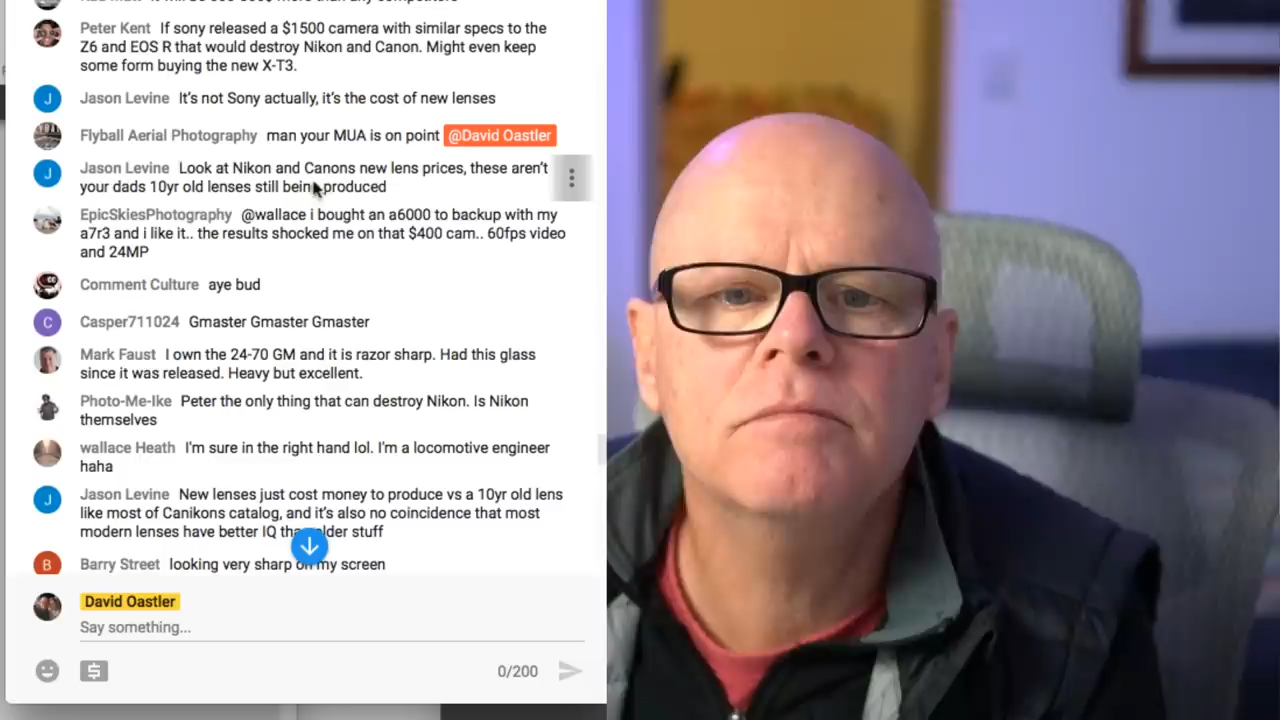 Peter Kent If sony released a $1500 camera with similar specs to the
Z6 and EOS R that would destroy Nikon and Canon. Might even keep
some form buying the new X-T3.
J Jason Levine It's not Sony actually, it's the cost of new lenses
Flyball Aerial Photography man your MUA is on point @David Oastler
J Jason Levine Look at Nikon and Canons new lens prices, these aren't
your dads 10yr old lenses still being produced
EpicSkiesPhotography @wallace i bought an a6000 to backup with my
a7r3 and i like it.. the results shocked me on that $400 cam.. 60fps video
and 24MP
Comment Culture aye bud
C Casper711024 Gmaster Gmaster Gmaster
Mark Faust I own the 24-70 GM and it is razor sharp. Had this glass
since it was released. Heavy but excellent.
Photo-Me-Ike Peter the only thing that can destroy Nikon. Is Nikon
themselves
wallace Heath I'm sure in the right hand lol. I'm a locomotive engineer
haha
J Jason Levine New lenses just cost money to produce vs a 10yr old lens
like most of Canikons catalog, and it's also no coincidence that most
modern lenses have better IQ than older stuff
B Barry Street looking very sharp on my screen
David Oastler
Say something...
0/200